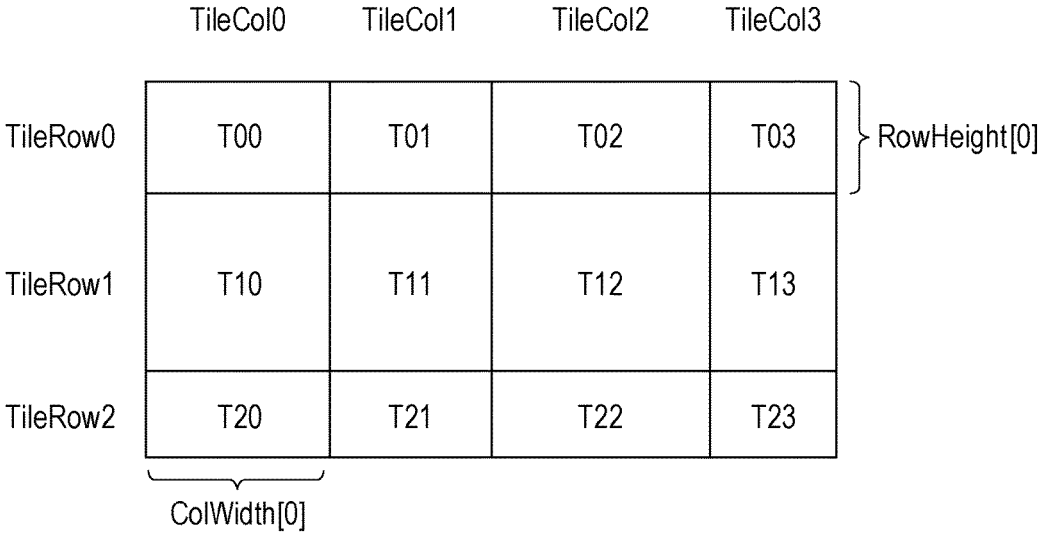 TileCol0 TileCol1 TileCol2 TileCol3
TileRow0 T00 T01 T02 T03 RowHeight[0]
TileRow1 T10 T11 T12 T13
TileRow2 T20 T21 T22 T23
ColWidth[0]